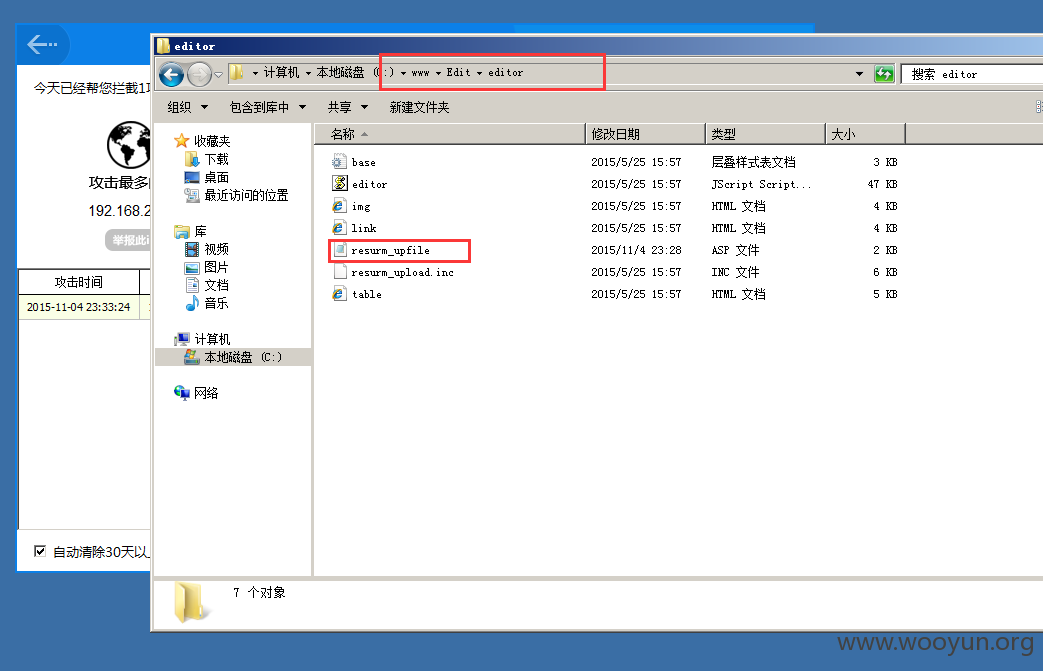 editor
计算机 本地磁盘 (C:) www Edit editor
搜索 editor
组织 包含到库中 共享 新建文件夹
今天已经帮您拦截1
攻击最多
192.168.2
举报此
攻击时间
2015-11-04 23:33:24
自动清除30天以
收藏夹
下载
桌面
最近访问的位置
库
视频
图片
文档
音乐
计算机
本地磁盘 (C:)
网络
名称 修改日期 类型 大小
base 2015/5/25 15:57 层叠样式表文档 3 KB
editor 2015/5/25 15:57 JScript Script... 47 KB
img 2015/5/25 15:57 HTML 文档 4 KB
link 2015/5/25 15:57 HTML 文档 4 KB
resurm_upfile 2015/11/4 23:28 ASP 文件 2 KB
resurm_upload.inc 2015/5/25 15:57 INC 文件 6 KB
table 2015/5/25 15:57 HTML 文档 5 KB
7 个对象
www.wooyun.org